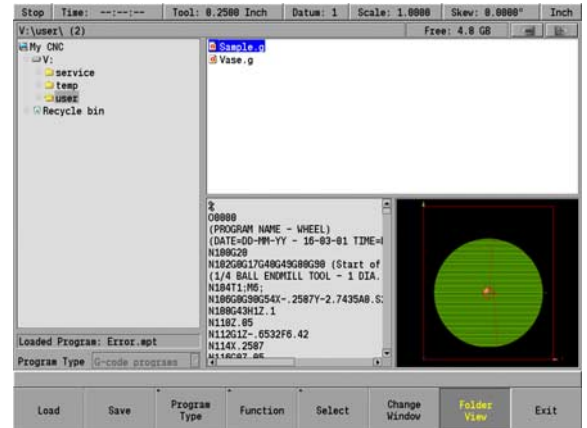 Stop Time: --:--:-- Tool: 0.2500 Inch Datum: 1 Scale: 1.0000 Skew: 0.0000° Inch
V:\user\ (2) Free: 4.8 GB
My CNC
V:
service
temp
user
Recycle bin
Sample.g
Vase.g
%
O0000
(PROGRAM NAME - WHEEL)
(DATE=DD-MM-YY - 16-03-01 TIME=
N100G20
N102G0G17G40G49G80G90 (Start of
(1/4 BALL ENDMILL TOOL - 1 DIA.
N104T1;M6;
N106G0G90G54X-.2587Y-2.7435A0.S
N108G43H1Z.1
N110Z.05
N112G1Z-.6532F6.42
N114X.2587
N116G0Z.05
Loaded Program: Error.mpt
Program Type G-code programs
Load Save Program Type Function Select Change Window Folder View Exit